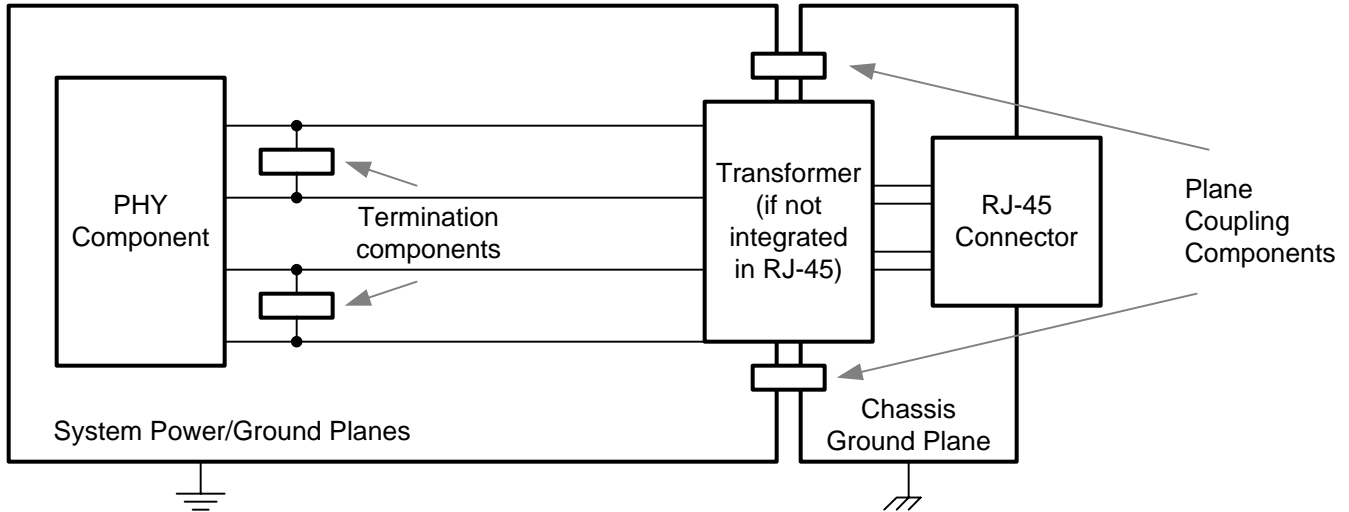 PHY
Component
Termination
components
Transformer
(if not
integrated
in RJ-45)
RJ-45
Connector
Plane
Coupling
Components
System Power/Ground Planes
Chassis
Ground Plane